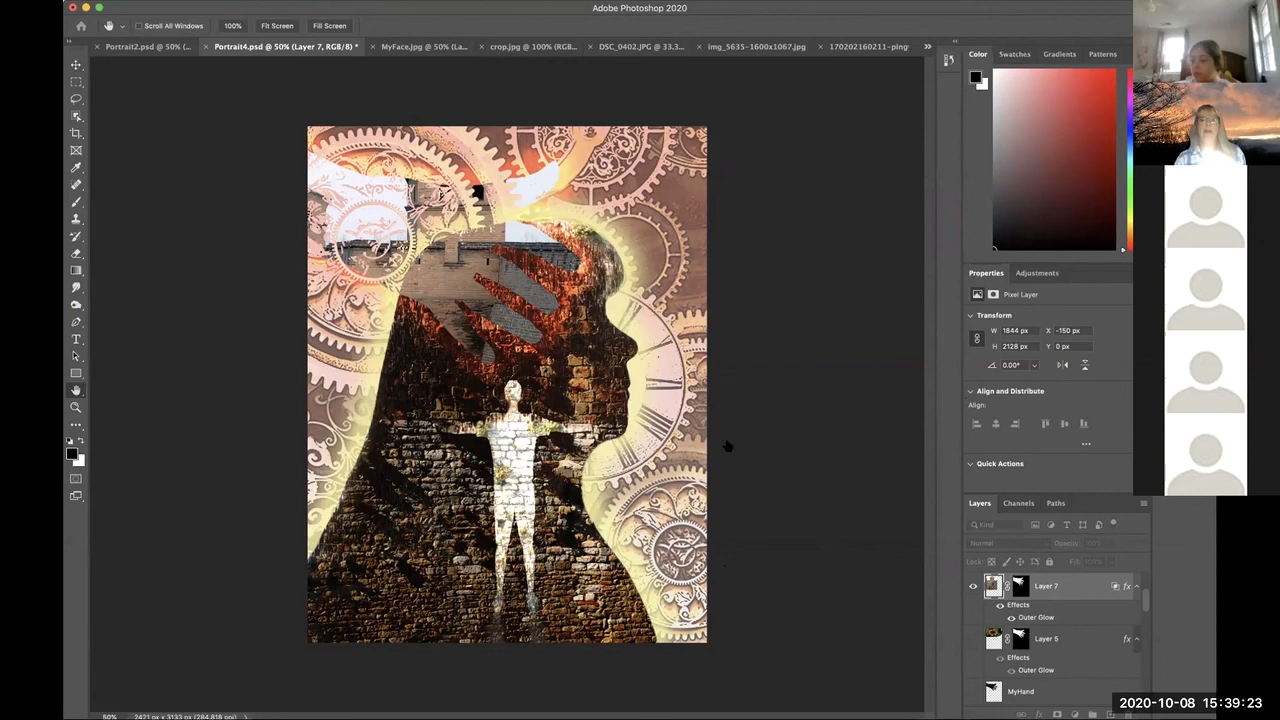 Adobe Photoshop 2020
Scroll All Windows 100% Fit Screen Fill Screen
× Portrait2.psd @ 50% (... × Portrait4.psd @ 50% (Layer 7, RGB/8) * × MyFace.jpg @ 50% (La... × crop.jpg @ 100% (RGB... × DSC_0402.JPG @ 33.3... × img_5635-1600x1067.jpg × 170202160211-ping
Color Swatches Gradients Patterns
Properties Adjustments
Pixel Layer
Transform
W 1844 px X -150 px
H 2128 px Y 0 px
0.00°
Align and Distribute
Align:
Quick Actions
Layers Channels Paths
Kind
Normal Opacity: 100%
Lock: Fill: 100%
Layer 7 fx
Effects
Outer Glow
Layer 5 fx
Effects
Outer Glow
MyHand
2020-10-08 15:39:23
50% 2421 px x 3133 px (284.818 ppi)